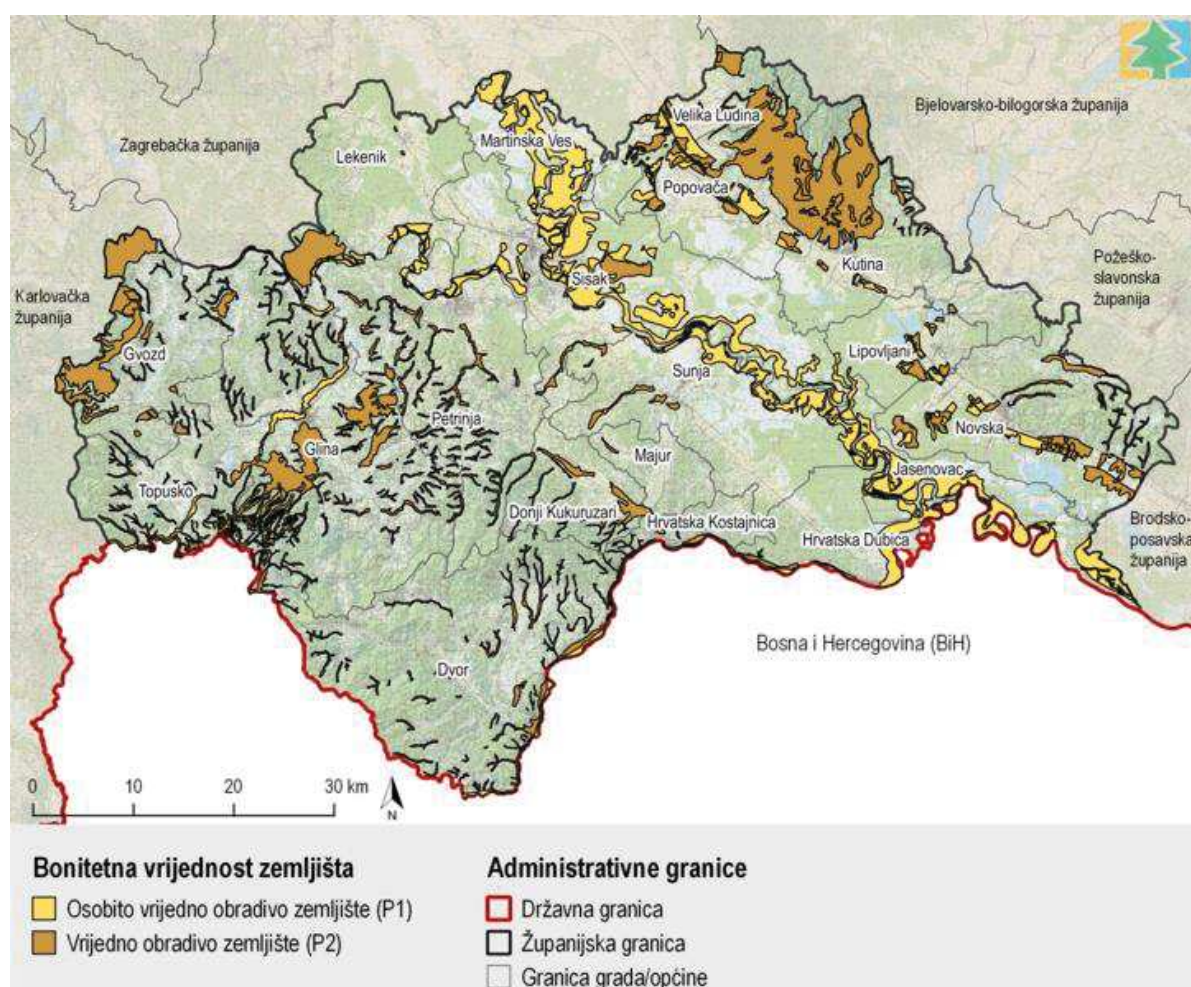 Bjelovarsko-bilogorska županija
Velika Ludina
Zagrebačka županija
Martinska Ves
Lekenik
Popovača
Požeško-
slavonska
županija
Kutina
Sisak
Karlovačka
županija
Gvozd
Lipovljani
Sunja
Petrinja
Novska
Glina
Majur
Jasenovac
Topusko
Donji Kukuruzari
Hrvatska Kostajnica
Hrvatska Dubica
Brodsko-
posavska
županija
Bosna i Hercegovina (BiH)
Dvor
0 10 20 30 km
N
Bonitetna vrijednost zemljišta
Osobito vrijedno obradivo zemljište (P1)
Vrijedno obradivo zemljište (P2)
Administrativne granice
Državna granica
Županijska granica
Granica grada/općine